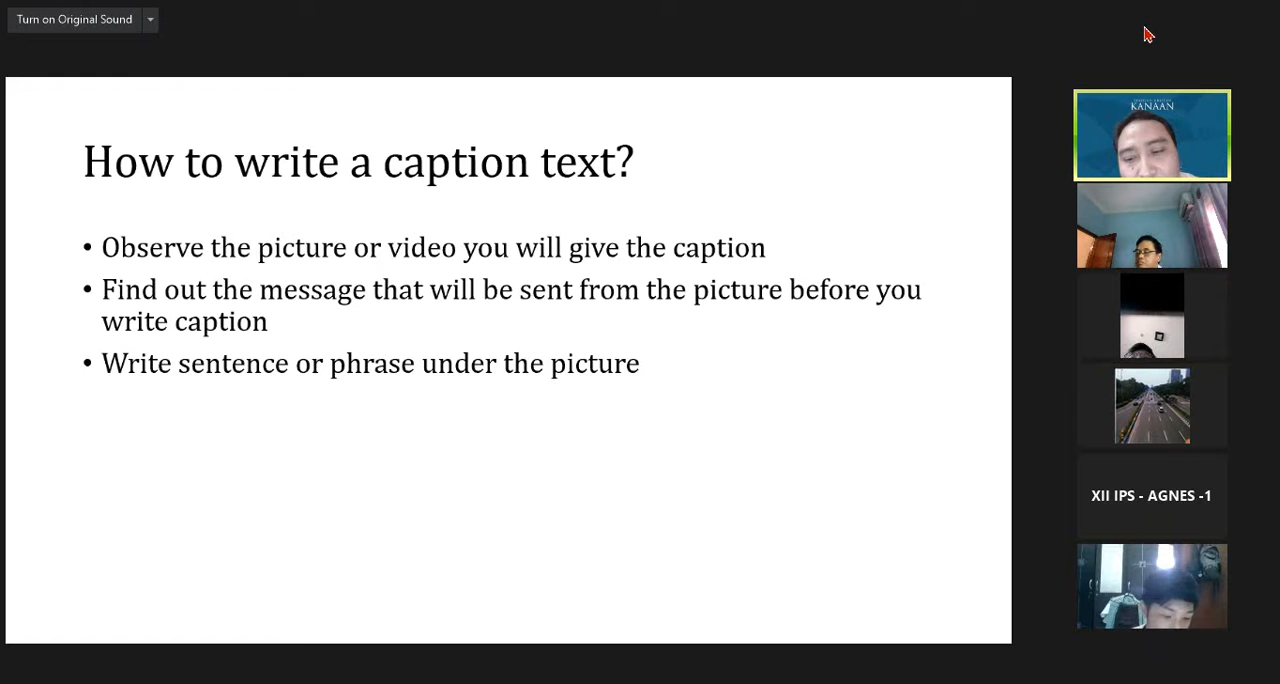 Turn on Original Sound
How to write a caption text?
• Observe the picture or video you will give the caption
• Find out the message that will be sent from the picture before you
write caption
• Write sentence or phrase under the picture
KANAAN
XII IPS - AGNES -1